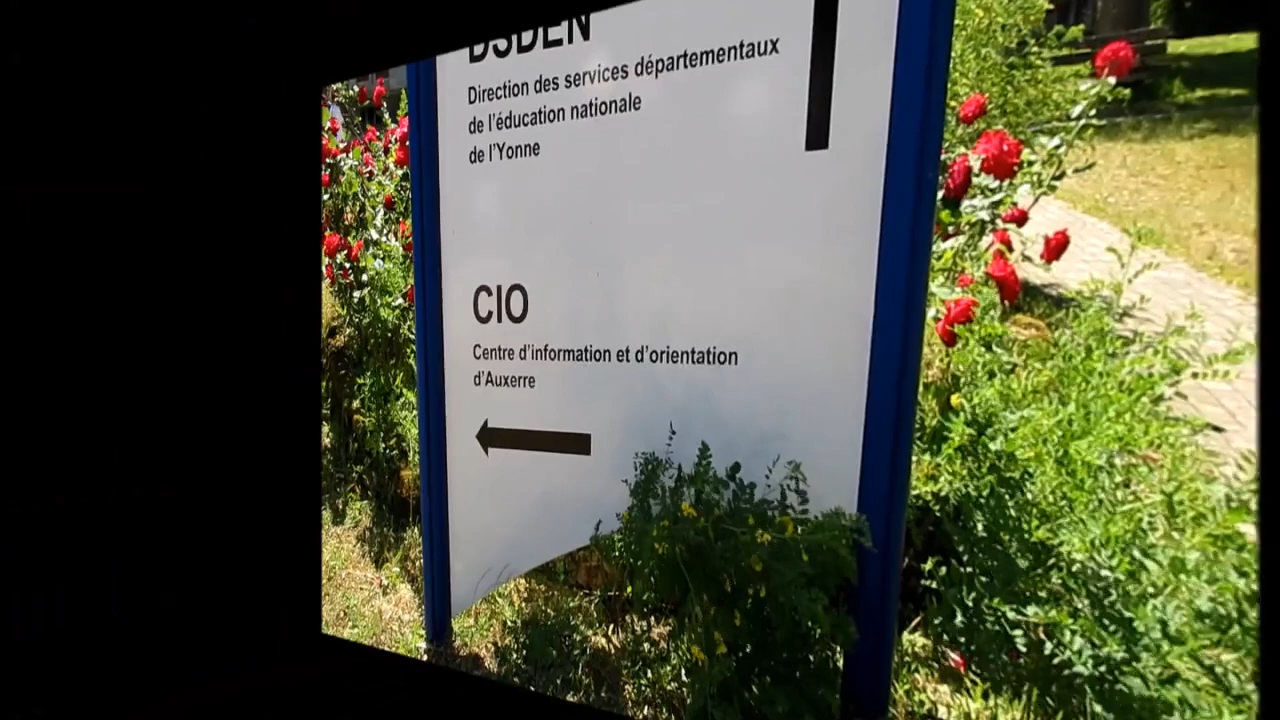 DSDEN
Direction des services départementaux
de l'éducation nationale
de l'Yonne
CIO
Centre d'information et d'orientation
d'Auxerre